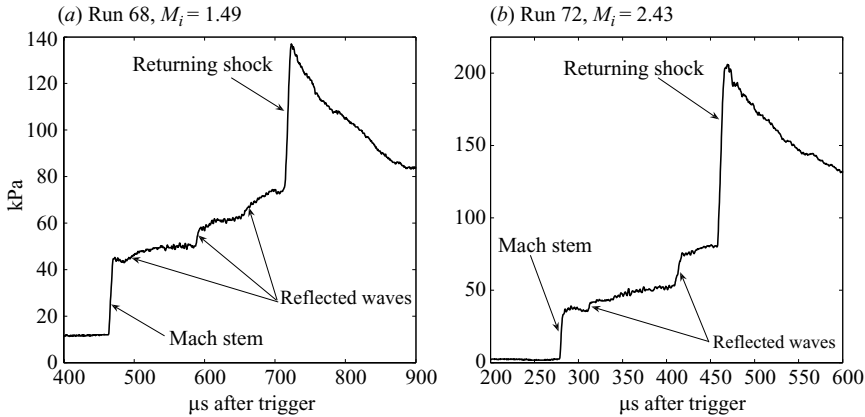 (a) Run 68, Mi = 1.49
140
120
100
80
60
40
20
0
kPa
Returning shock
Reflected waves
Mach stem
400 500 600 700 800 900
µs after trigger
(b) Run 72, Mi = 2.43
200
150
100
50
0
Returning shock
Mach stem
Reflected waves
200 250 300 350 400 450 500 550 600
µs after trigger